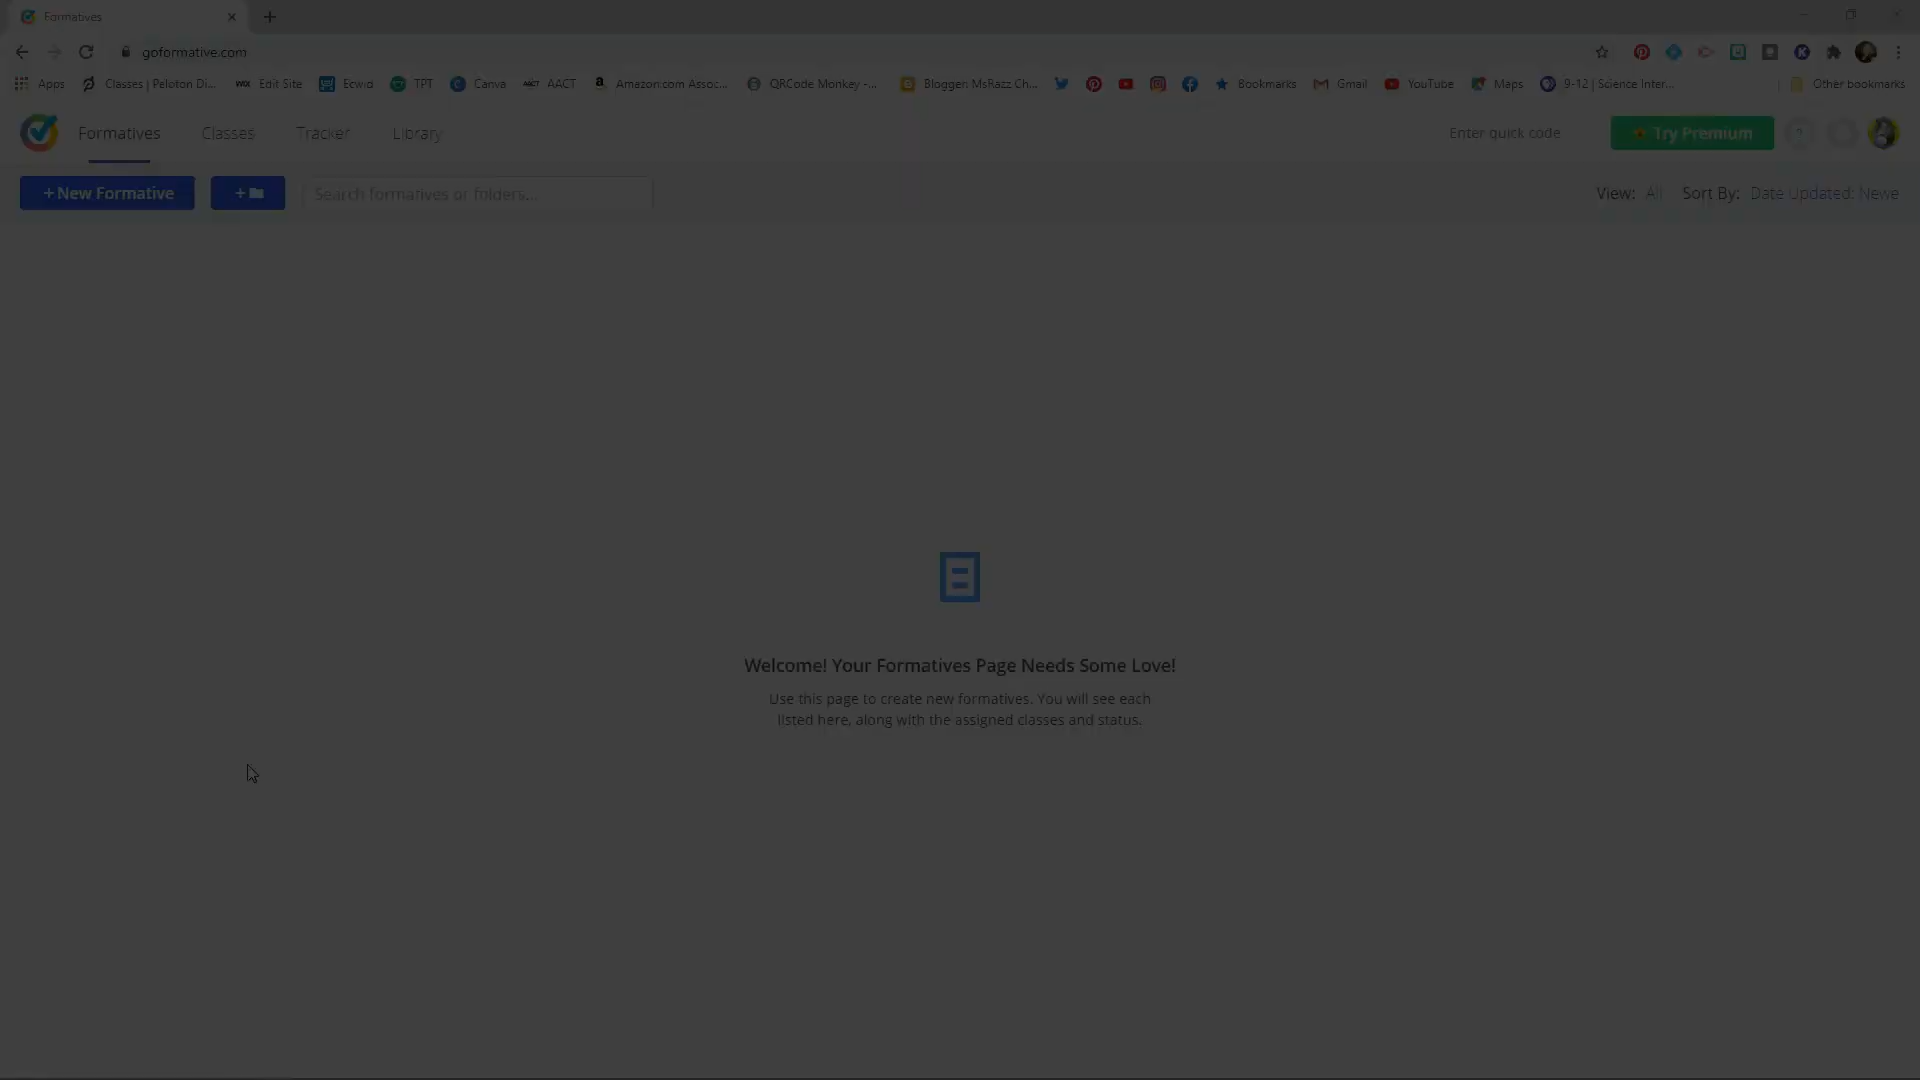 Formatives
goformative.com
Apps Classes | Peloton Di... WIX Edit Site Ecwid TPT Canva AACT AACT a Amazon.com Assoc... QRCode Monkey -... Blogger: MsRazz Ch... Bookmarks Gmail YouTube Maps 9-12 | Science Inter... Other bookmarks
Formatives Classes Tracker Library Enter quick code Try Premium ?
+ New Formative + Search formatives or folders... View: All Sort By: Date Updated: Newe
Welcome! Your Formatives Page Needs Some Love!
Use this page to create new formatives. You will see each
listed here, along with the assigned classes and status.